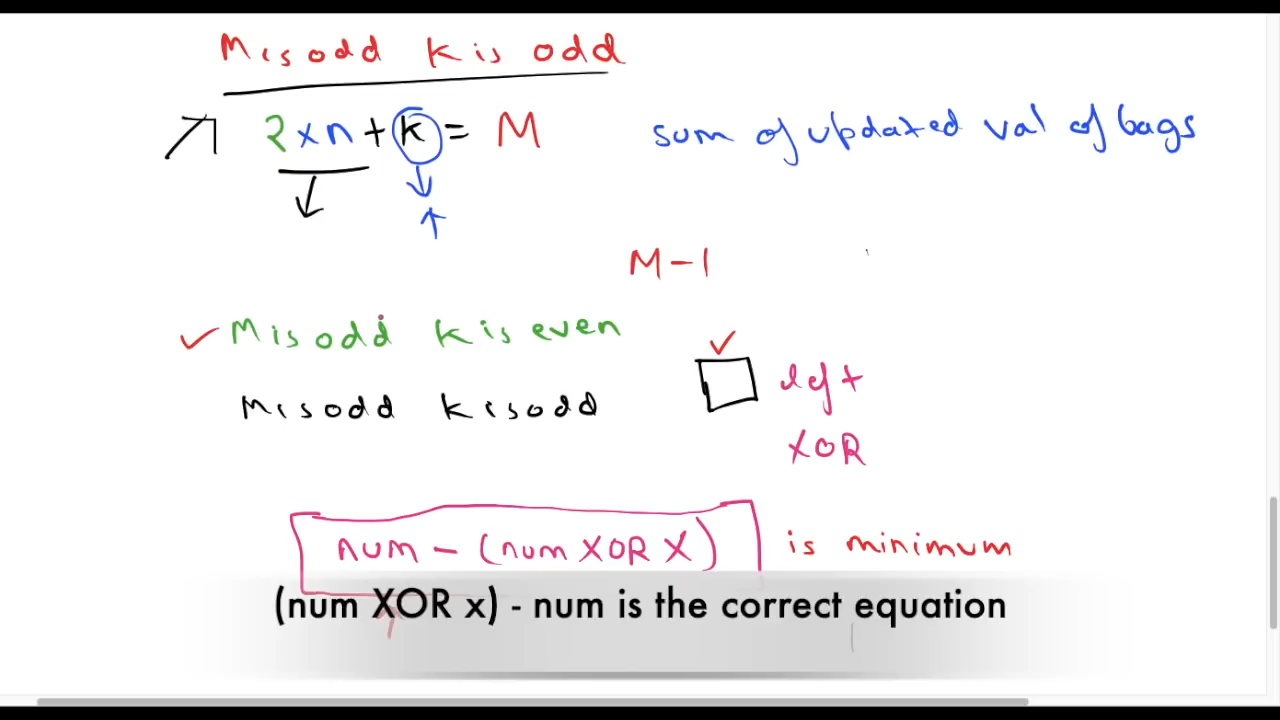 M is odd k is odd
2 x n + k = M
sum of updated val of bags
M - 1
M is odd k is even
M is odd k is odd
left
XOR
num - (num XOR X) is minimum
(num XOR x) - num is the correct equation